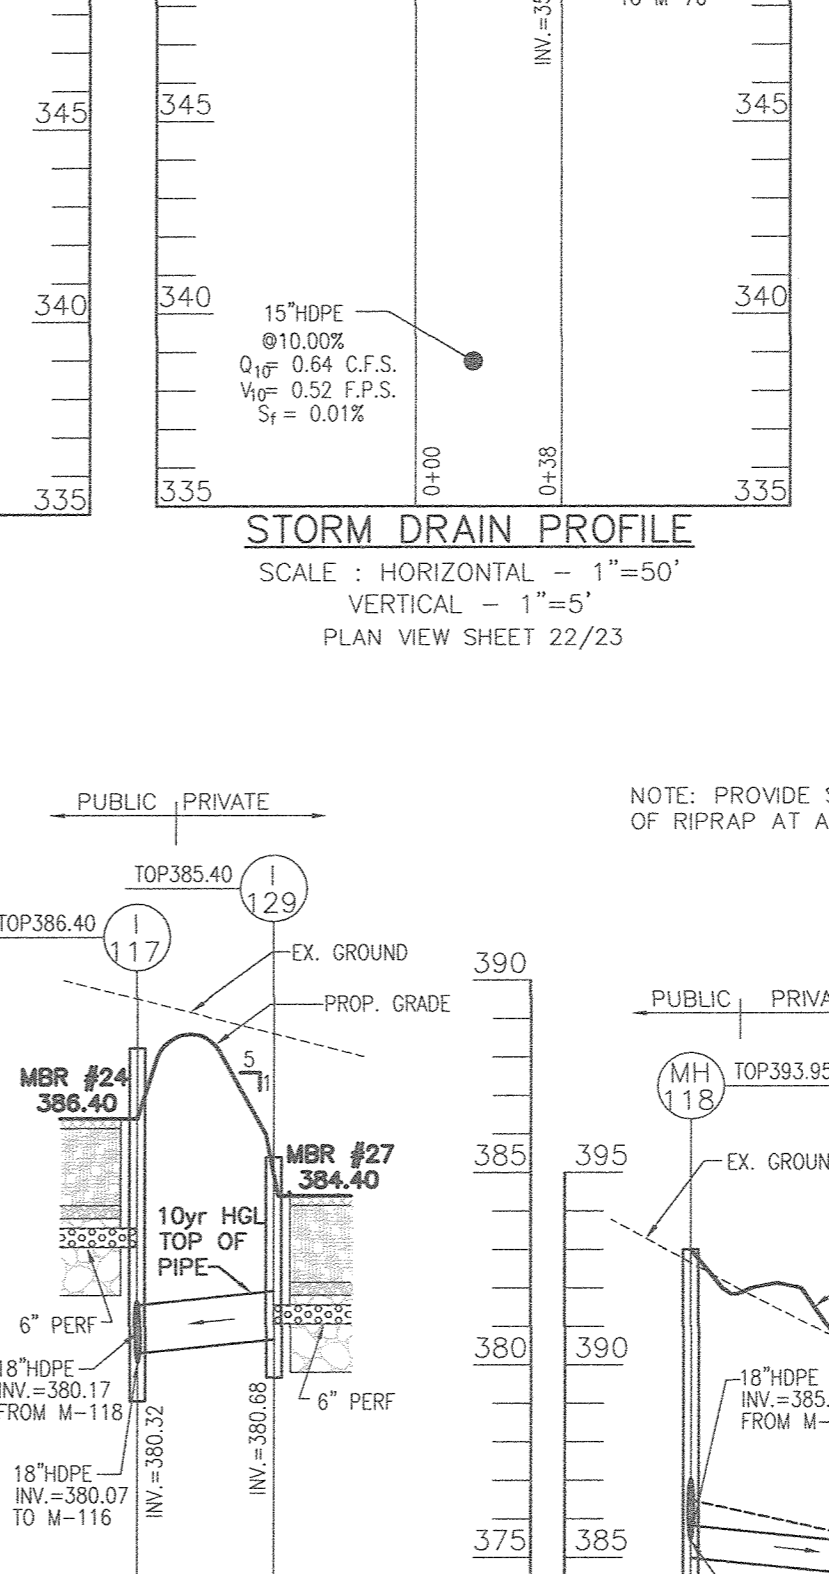 345
345
345
INV.=35
340
340
340
15"HDPE
@10.00%
Q10= 0.64 C.F.S.
V10= 0.52 F.P.S.
Sf = 0.01%
0+00
0+38
335
335
335
STORM DRAIN PROFILE
SCALE : HORIZONTAL - 1"=50'
VERTICAL - 1"=5'
PLAN VIEW SHEET 22/23
PUBLIC PRIVATE
NOTE: PROVIDE
OF RIPRAP AT A
TOP385.40
I
129
TOP386.40
I
117
EX. GROUND
PROP. GRADE
5
1
MBR #24
386.40
MBR #27
384.40
10yr HGL
TOP OF
PIPE
6" PERF
6" PERF
18"HDPE
INV.=380.17
FROM M-118
18"HDPE
INV.=380.07
TO M-116
INV.=380.32
INV.=380.68
390
385
380
375
PUBLIC PRIVA
MH
118
TOP393.95
395
390
385
EX. GROUN
18"HDPE
INV.=385.
FROM M-